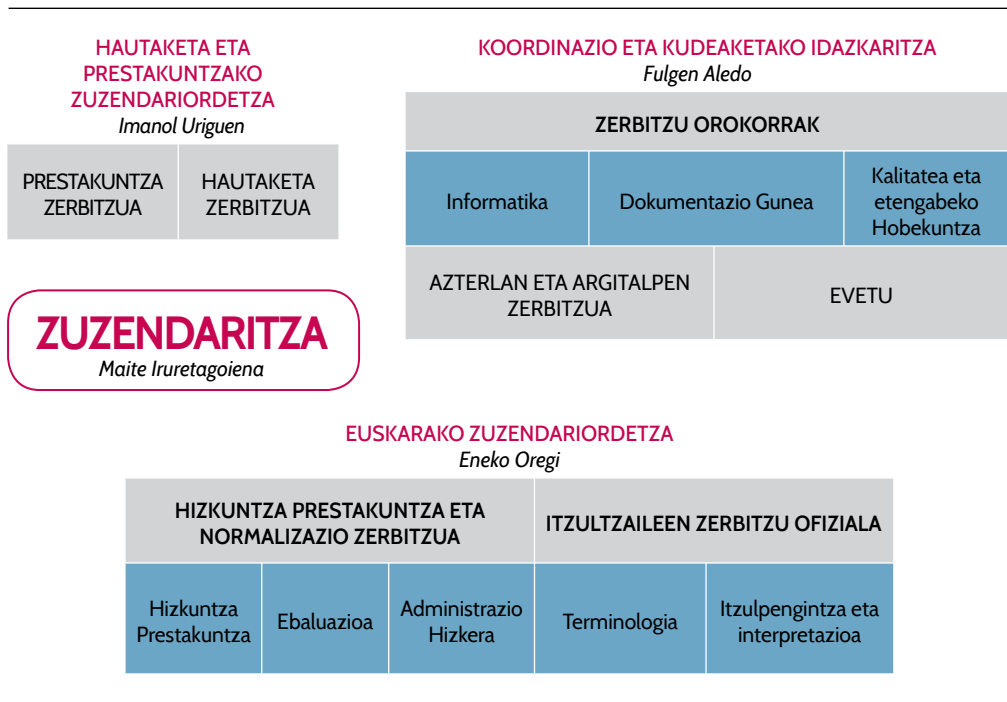 HAUTAKETA ETA
PRESTAKUNTZAKO
ZUZENDARIORDETZA
Imanol Uriguen
PRESTAKUNTZA
ZERBITZUA
HAUTAKETA
ZERBITZUA
KOORDINAZIO ETA KUDEAKETAKO IDAZKARITZA
Fulgen Aledo
ZERBITZU OROKORRAK
Informatika
Dokumentazio Gunea
Kalitatea eta
etengabeko
Hobekuntza
AZTERLAN ETA ARGITALPEN
ZERBITZUA
EVETU
ZUZENDARITZA
Maite Iruretagoiena
EUSKARAKO ZUZENDARIORDETZA
Eneko Oregi
HIZKUNTZA PRESTAKUNTZA ETA
NORMALIZAZIO ZERBITZUA
ITZULTZAILEEN ZERBITZU OFIZIALA
Hizkuntza
Prestakuntza
Ebaluazioa
Administrazio
Hizkera
Terminologia
Itzulpengintza eta
interpretazioa